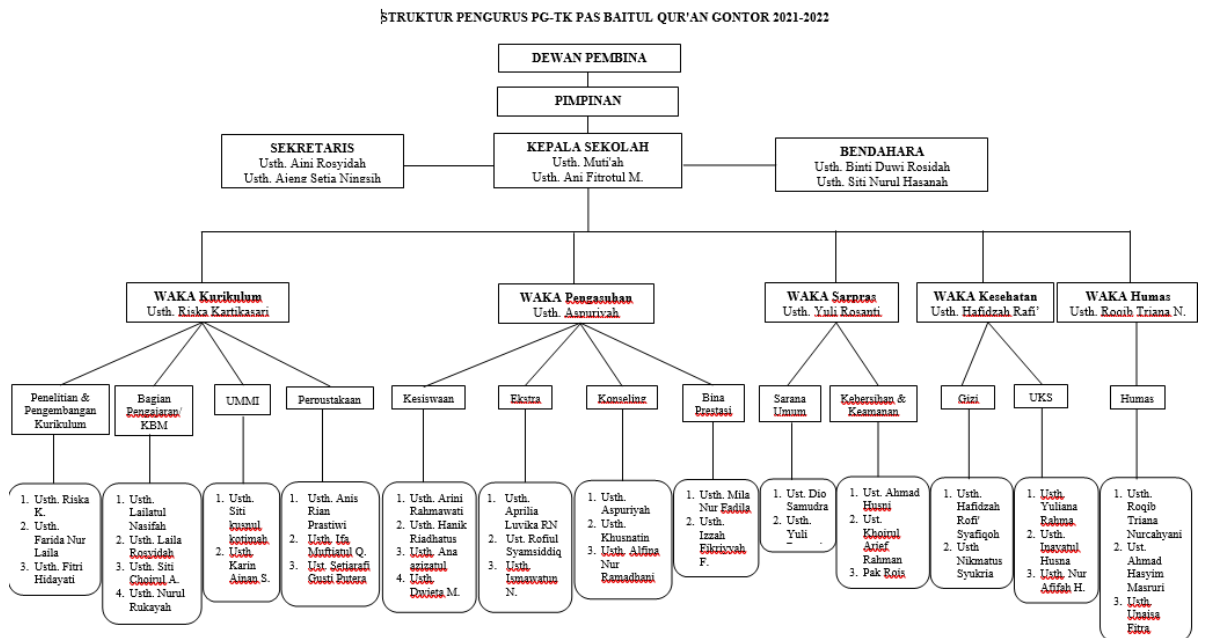 STRUKTUR PENGURUS PG-TK PAS BAITUL QUR'AN GONTOR 2021-2022
DEWAN PEMBINA
PIMPINAN
SEKRETARIS
Usth. Aini Rosyidah
Usth. Ajeng Setia Ningsih
KEPALA SEKOLAH
Usth. Muti'ah
Usth. Ani Fitrotul M.
BENDAHARA
Usth. Binti Duwi Rosidah
Usth. Siti Nurul Hasanah
WAKA Kurikulum
Usth. Riska Kartikasari
WAKA Pengasuhan
Usth. Aspuriyah
WAKA Sarpras
Usth. Yuli Rosanti
WAKA Kesehatan
Usth. Hafidzah Rafi'
WAKA Humas
Usth. Roqib Triana N.
Penelitian &
Pengembangan
Kurikulum
Bagian
Pengajaran/
KBM
UMMI
Perpustakaan
Kesiswaan
Ekstra
Konseling
Bina
Prestasi
Sarana
Umum
Kebersihan &
Keamanan
Gizi
UKS
Humas
1. Usth. Riska
K.
2. Usth.
Farida Nur
Laila
3. Usth. Fitri
Hidayati
1. Usth.
Lailatul
Nasifah
2. Usth. Laila
Rosyidah
3. Usth. Siti
Choirul A.
4. Usth. Nurul
Rukayah
1. Usth.
Siti
kusnul
kotimah
2. Usth
Karin
Ainan S.
1. Usth. Anis
Rian
Prastiwi
2. Usth. Ifa
Muftiatul Q.
3. Ust. Setiarafi
Gusti Putera
1. Usth. Arini
Rahmawati
2. Usth. Hanik
Riadhatus
3. Usth. Ana
azizatul
4. Usth.
Dwieta M.
1. Usth.
Aprilia
Luvika RN
2. Ust. Rofiul
Syamsiddiq
3. Usth.
Ismawatun
N.
1. Usth.
Aspuriyah
2. Usth.
Khusnatin
3. Usth. Alfina
Nur
Ramadhani
1. Usth. Mila
Nur Fadila
2. Usth.
Izzah
Fikriyyah
F.
1. Ust. Dio
Samudra
2. Usth.
Yuli
1. Ust. Ahmad
Husni
2. Ust.
Khoirul
Arief
Rahman
3. Pak Rois
1. Usth.
Hafidzah
Rofi'
Syafiqoh
2. Usth
Nikmatus
Syukria
1. Usth.
Yuliana
Rahma
2. Usth.
Inayatul
Husna
3. Usth. Nur
Afifah H.
1. Usth.
Roqib
Triana
Nurcahyani
2. Ust.
Ahmad
Hasyim
Masruri
3. Usth
Unaisa
Fitra